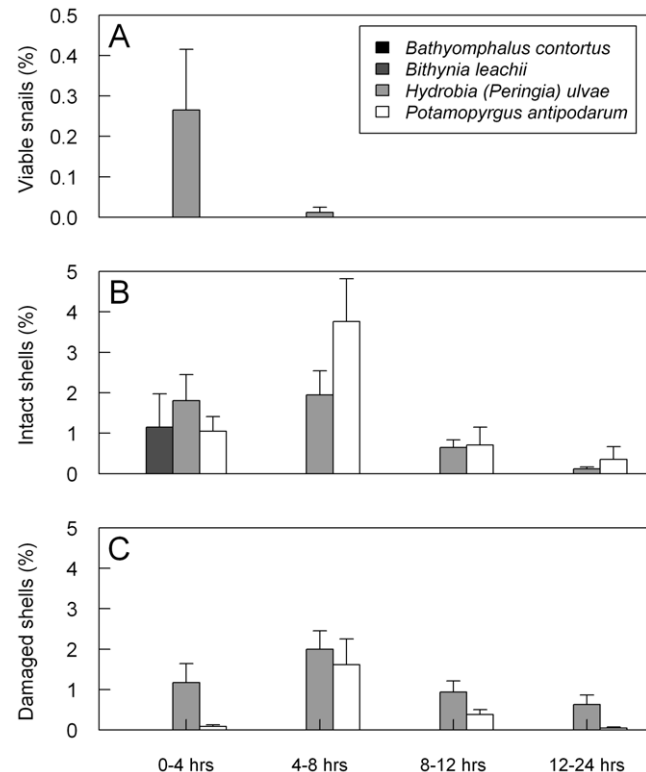 A
Viable snails (%)
0.5
0.4
0.3
0.2
0.1
0.0
Bathyomphalus contortus
Bithynia leachii
Hydrobia (Peringia) ulvae
Potamopyrgus antipodarum
B
Intact shells (%)
5
4
3
2
1
0
C
Damaged shells (%)
5
4
3
2
1
0
0-4 hrs 4-8 hrs 8-12 hrs 12-24 hrs